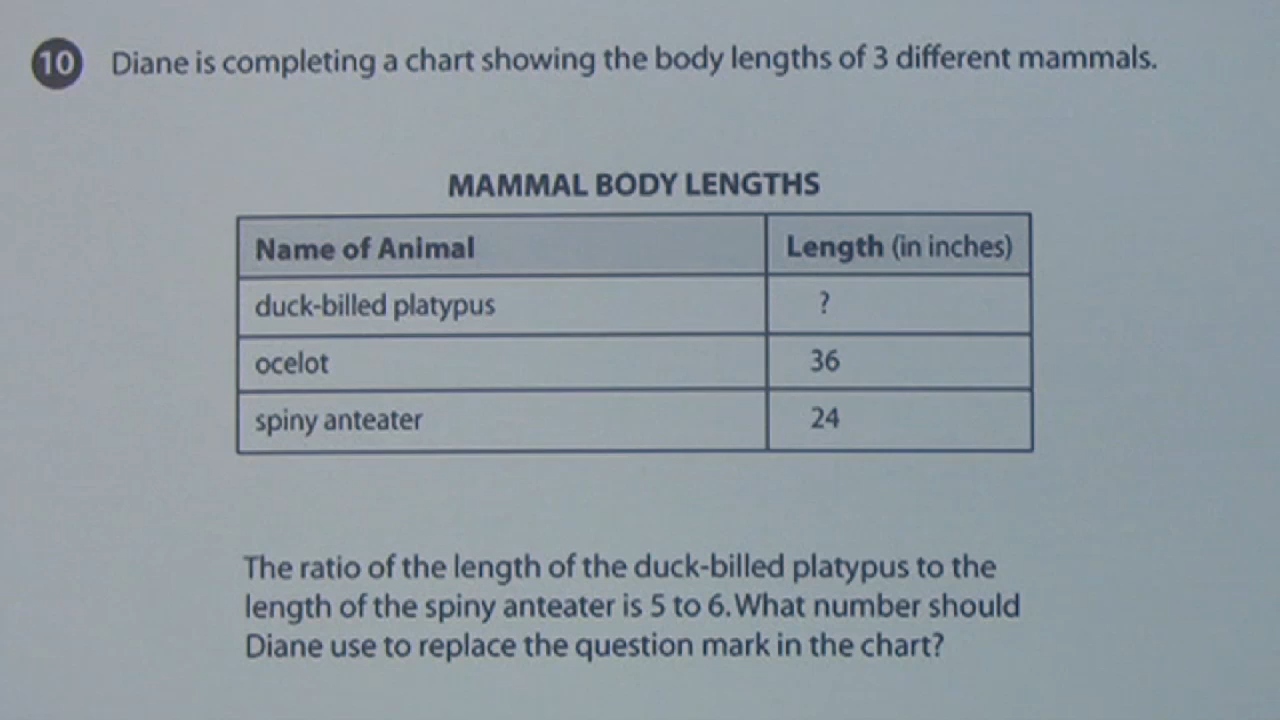 10 Diane is completing a chart showing the body lengths of 3 different mammals.
MAMMAL BODY LENGTHS
Name of Animal Length (in inches)
duck-billed platypus ?
ocelot 36
spiny anteater 24
The ratio of the length of the duck-billed platypus to the
length of the spiny anteater is 5 to 6. What number should
Diane use to replace the question mark in the chart?